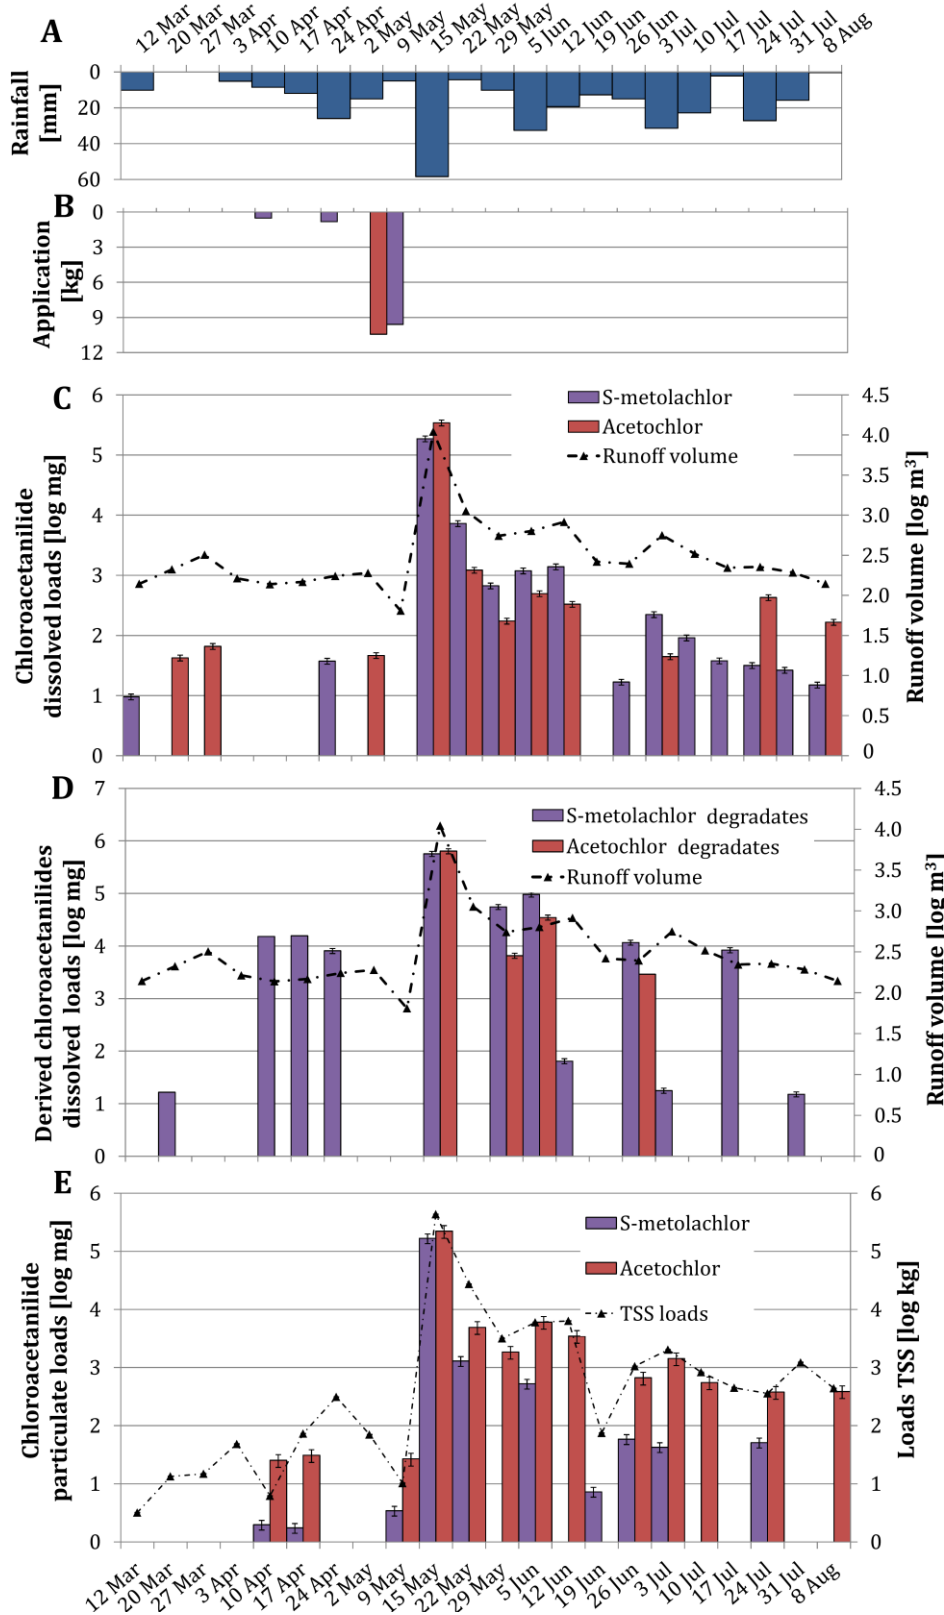 A
12 Mar
20 Mar
27 Mar
3 Apr
10 Apr
17 Apr
24 Apr
2 May
9 May
15 May
22 May
29 May
5 Jun
12 Jun
19 Jun
26 Jun
3 Jul
10 Jul
17 Jul
24 Jul
31 Jul
8 Aug
Rainfall
[mm]
0
20
40
60
B
Application
[kg]
0
3
6
9
12
C
Chloroacetanilide
dissolved loads [log mg]
6
5
4
3
2
1
0
S-metolachlor
Acetochlor
Runoff volume
4.5
4.0
3.0
2.5
2.0
1.5
1.0
0.5
0
Runoff volume [log m³]
D
Derived chloroacetanilides
dissolved loads [log mg]
7
6
5
4
3
2
1
0
S-metolachlor degradates
Acetochlor degradates
Runoff volume
4.5
4.0
3.0
2.5
2.0
1.0
0.5
0
Runoff volume [log m³]
E
Chloroacetanilide
particulate loads [log mg]
6
5
4
3
2
1
0
S-metolachlor
Acetochlor
TSS loads
6
5
4
3
2
1
0
Loads TSS [log kg]
12 Mar
20 Mar
27 Mar
3 Apr
10 Apr
17 Apr
24 Apr
2 May
9 May
15 May
22 May
29 May
5 Jun
12 Jun
19 Jun
26 Jun
3 Jul
10 Jul
17 Jul
24 Jul
31 Jul
8 Aug